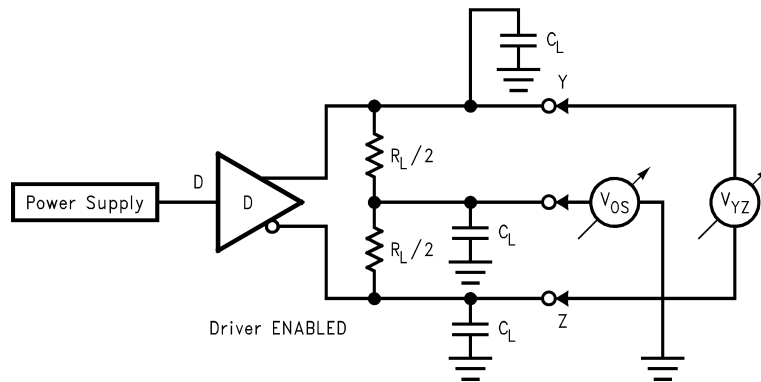 C_L
Y
D
R_L/2
Power Supply
D
V_OS
V_YZ
C_L
R_L/2
Driver ENABLED
C_L
Z